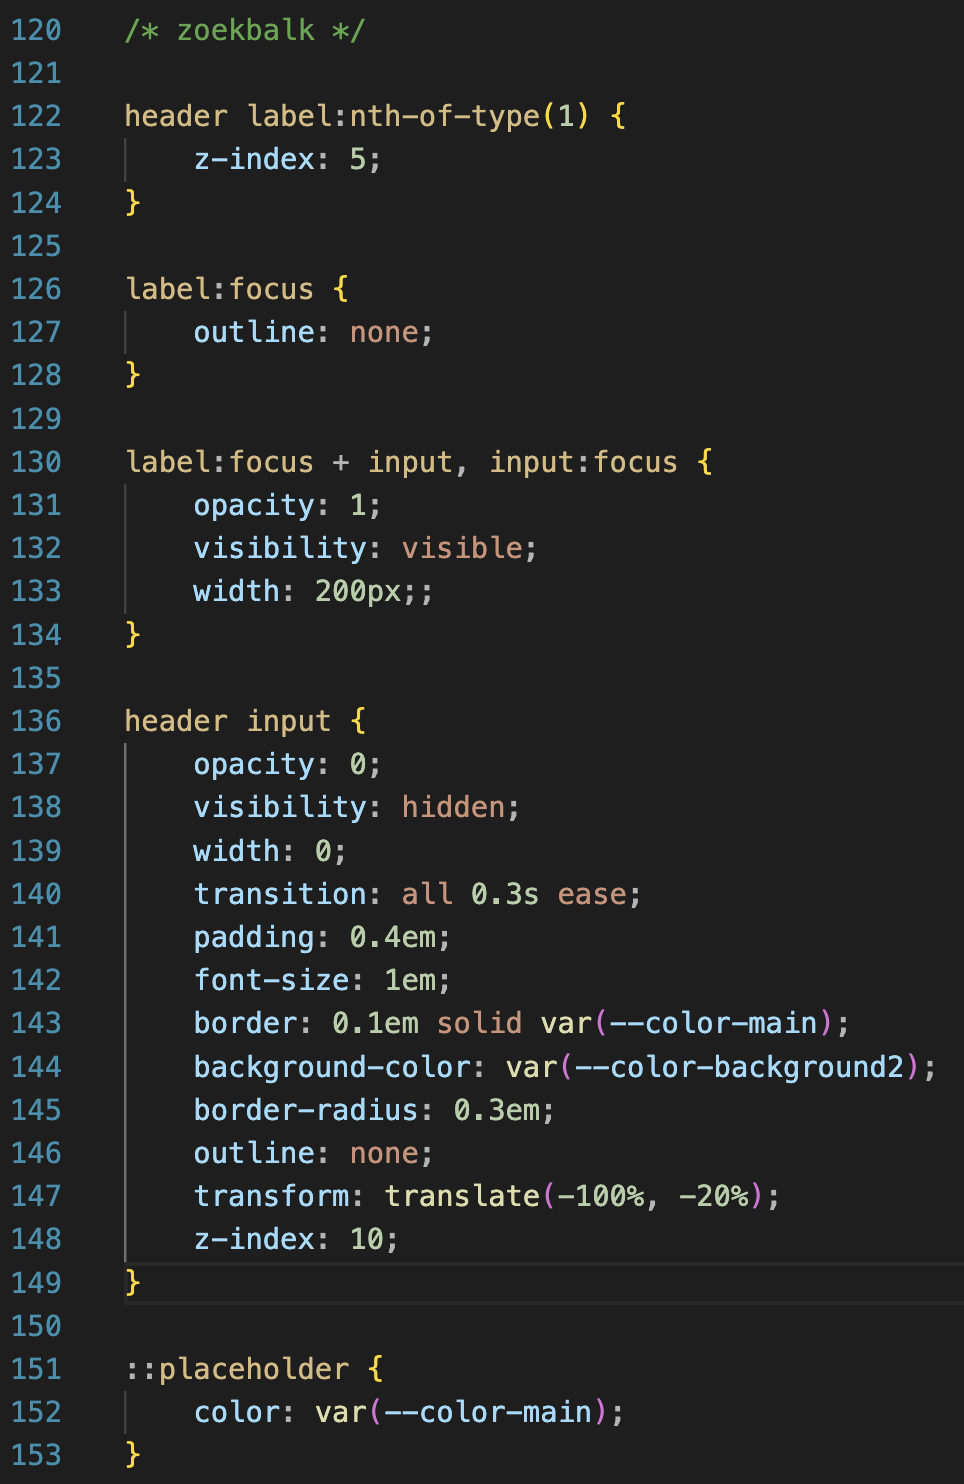 120 /* zoekbalk */
121
122 header label:nth-of-type(1) {
123     z-index: 5;
124 }
125
126 label:focus {
127     outline: none;
128 }
129
130 label:focus + input, input:focus {
131     opacity: 1;
132     visibility: visible;
133     width: 200px;;
134 }
135
136 header input {
137     opacity: 0;
138     visibility: hidden;
139     width: 0;
140     transition: all 0.3s ease;
141     padding: 0.4em;
142     font-size: 1em;
143     border: 0.1em solid var(--color-main);
144     background-color: var(--color-background2);
145     border-radius: 0.3em;
146     outline: none;
147     transform: translate(-100%, -20%);
148     z-index: 10;
149 }
150
151 ::placeholder {
152     color: var(--color-main);
153 }